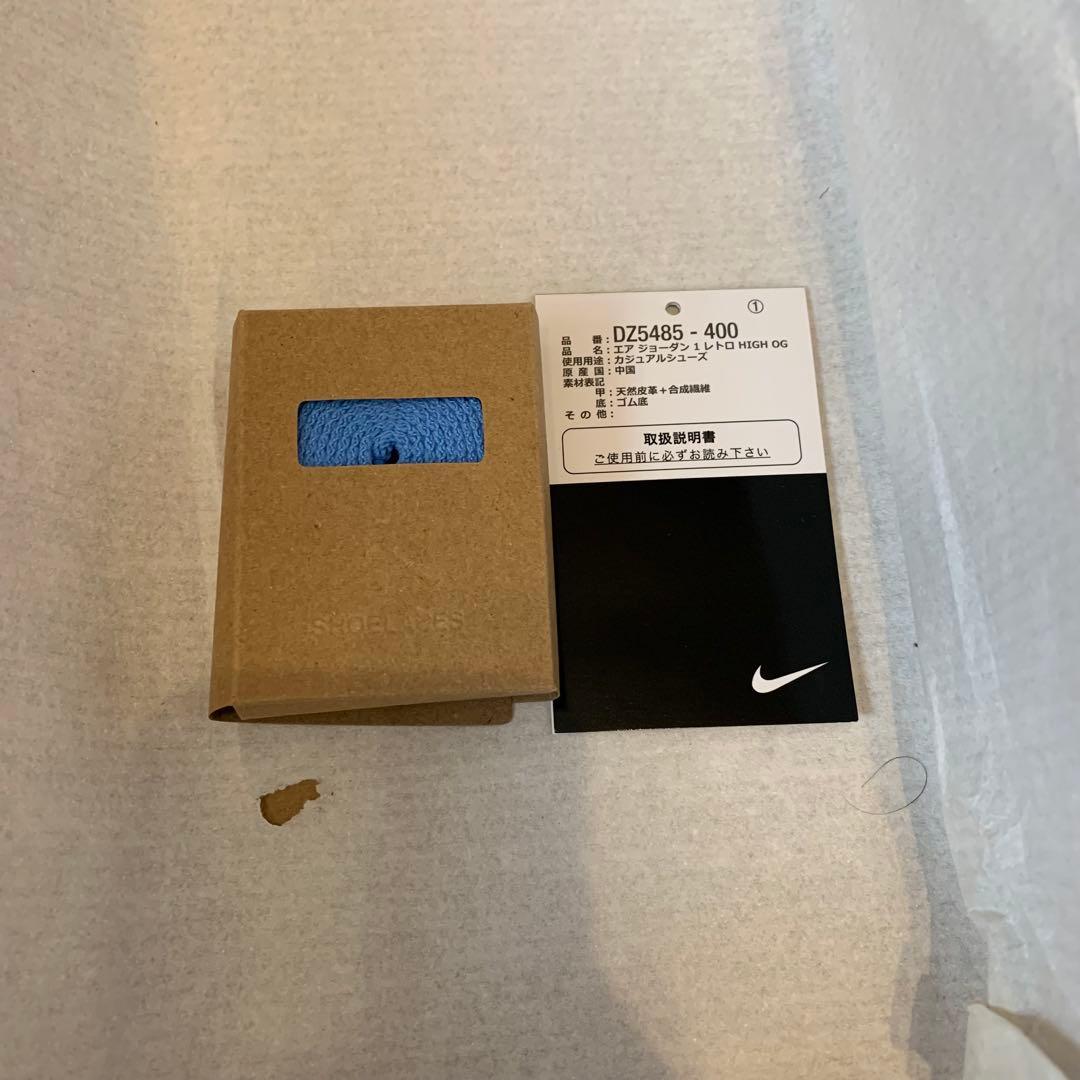 SHOELACES
①
品 番：DZ5485 - 400
品 名：エア ジョーダン 1 レトロ HIGH OG
使用用途：カジュアルシューズ
原 産 国：中国
素材表記
甲：天然皮革＋合成繊維
底：ゴム底
そ の 他：
取扱説明書
ご使用前に必ずお読み下さい